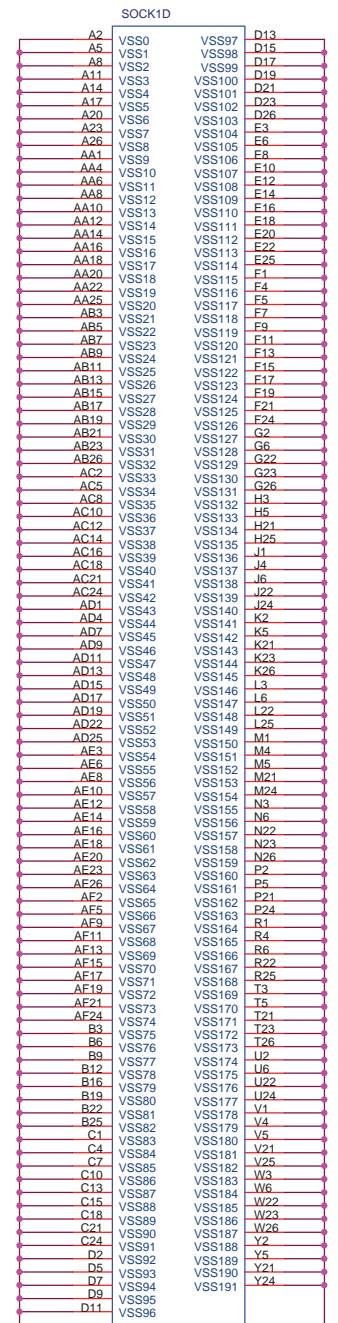 SOCK1D
A2 VSS0 VSS97 D13
A5 VSS1 VSS98 D15
A8 VSS2 VSS99 D17
A11 VSS3 VSS100 D19
A14 VSS4 VSS101 D21
A17 VSS5 VSS102 D23
A20 VSS6 VSS103 D26
A23 VSS7 VSS104 E3
A26 VSS8 VSS105 E6
AA1 VSS9 VSS106 E8
AA4 VSS10 VSS107 E10
AA6 VSS11 VSS108 E12
AA8 VSS12 VSS109 E14
AA10 VSS13 VSS110 E16
AA12 VSS14 VSS111 E18
AA14 VSS15 VSS112 E20
AA16 VSS16 VSS113 E22
AA18 VSS17 VSS114 E25
AA20 VSS18 VSS115 F1
AA22 VSS19 VSS116 F4
AA25 VSS20 VSS117 F5
AB3 VSS21 VSS118 F7
AB5 VSS22 VSS119 F9
AB7 VSS23 VSS120 F11
AB9 VSS24 VSS121 F13
AB11 VSS25 VSS122 F15
AB13 VSS26 VSS123 F17
AB15 VSS27 VSS124 F19
AB17 VSS28 VSS125 F21
AB19 VSS29 VSS126 F24
AB21 VSS30 VSS127 G2
AB23 VSS31 VSS128 G6
AB26 VSS32 VSS129 G22
AC2 VSS33 VSS130 G23
AC5 VSS34 VSS131 G26
AC8 VSS35 VSS132 H3
AC10 VSS36 VSS133 H5
AC12 VSS37 VSS134 H21
AC14 VSS38 VSS135 H25
AC16 VSS39 VSS136 J1
AC18 VSS40 VSS137 J4
AC21 VSS41 VSS138 J6
AC24 VSS42 VSS139 J22
AD1 VSS43 VSS140 J24
AD4 VSS44 VSS141 K2
AD7 VSS45 VSS142 K5
AD9 VSS46 VSS143 K21
AD11 VSS47 VSS144 K23
AD13 VSS48 VSS145 K26
AD15 VSS49 VSS146 L3
AD17 VSS50 VSS147 L6
AD19 VSS51 VSS148 L22
AD22 VSS52 VSS149 L25
AD25 VSS53 VSS150 M1
AE3 VSS54 VSS151 M4
AE6 VSS55 VSS152 M5
AE8 VSS56 VSS153 M21
AE10 VSS57 VSS154 M24
AE12 VSS58 VSS155 N3
AE14 VSS59 VSS156 N6
AE16 VSS60 VSS157 N22
AE18 VSS61 VSS158 N23
AE20 VSS62 VSS159 N26
AE23 VSS63 VSS160 P2
AE26 VSS64 VSS161 P5
AF2 VSS65 VSS162 P21
AF5 VSS66 VSS163 P24
AF9 VSS67 VSS164 R1
AF11 VSS68 VSS165 R4
AF13 VSS69 VSS166 R6
AF15 VSS70 VSS167 R22
AF17 VSS71 VSS168 R25
AF19 VSS72 VSS169 T3
AF21 VSS73 VSS170 T5
AF24 VSS74 VSS171 T21
B3 VSS75 VSS172 T23
B6 VSS76 VSS173 T26
B9 VSS77 VSS174 U2
B12 VSS78 VSS175 U6
B16 VSS79 VSS176 U22
B19 VSS80 VSS177 U24
B22 VSS81 VSS178 V1
B25 VSS82 VSS179 V4
C1 VSS83 VSS180 V5
C4 VSS84 VSS181 V21
C7 VSS85 VSS182 V25
C10 VSS86 VSS183 W3
C13 VSS87 VSS184 W6
C15 VSS88 VSS185 W22
C18 VSS89 VSS186 W23
C21 VSS90 VSS187 W26
C24 VSS91 VSS188 Y2
D2 VSS92 VSS189 Y5
D5 VSS93 VSS190 Y21
D7 VSS94 VSS191 Y24
D9 VSS95
D11 VSS96